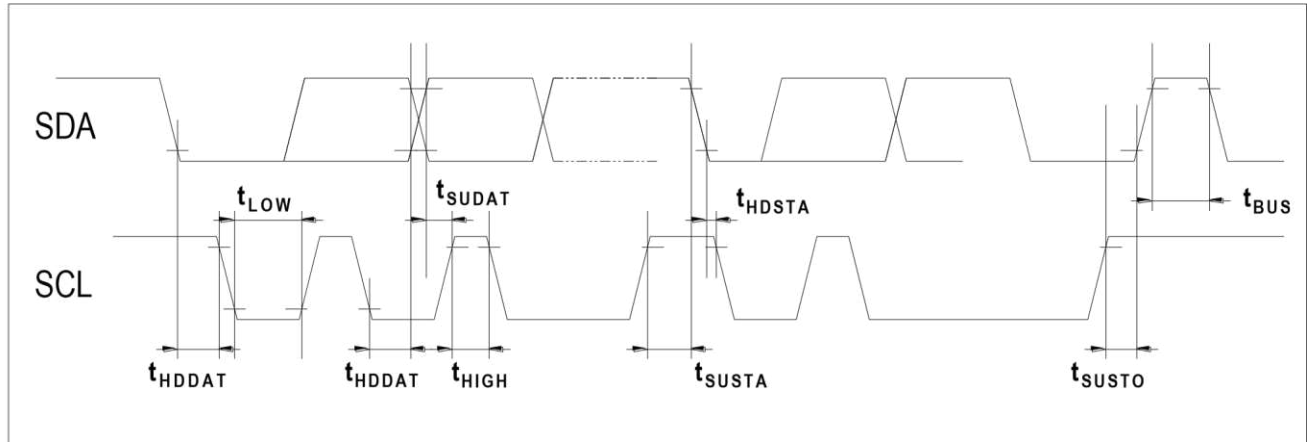 SDA
t_SUDAT
t_LOW
t_HDSTA
t_BUS
SCL
t_HDDAT
t_HDDAT
t_HIGH
t_SUSTA
t_SUSTO